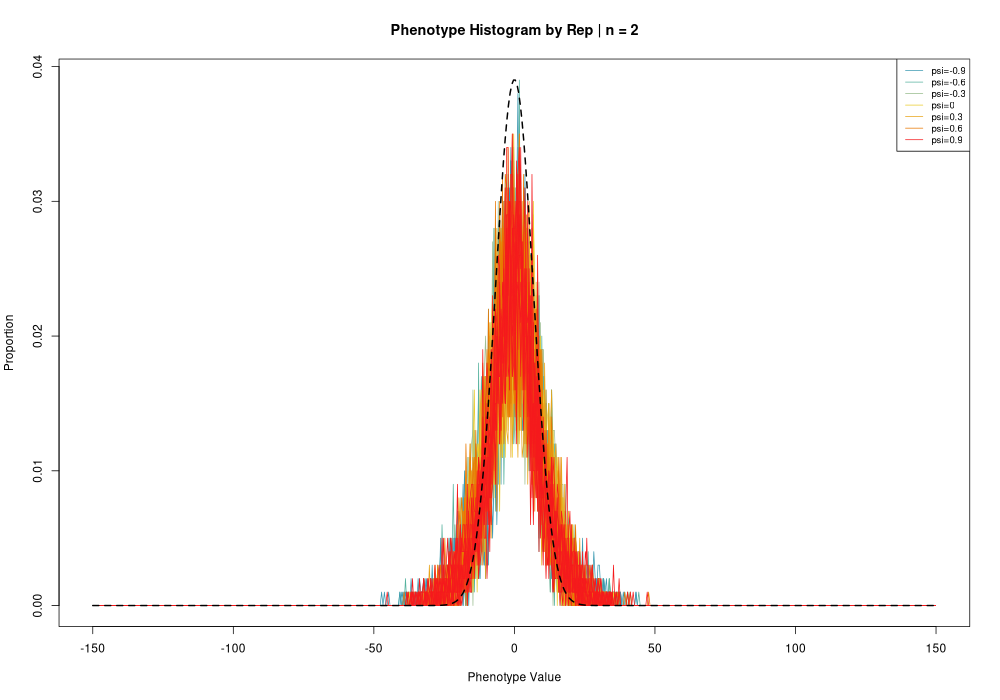 Phenotype Histogram by Rep | n = 2
psi=-0.9
psi=-0.6
psi=-0.3
psi=0
psi=0.3
psi=0.6
psi=0.9
Proportion
0.04
0.03
0.02
0.01
0.00
-150 -100 -50 0 50 100 150
Phenotype Value